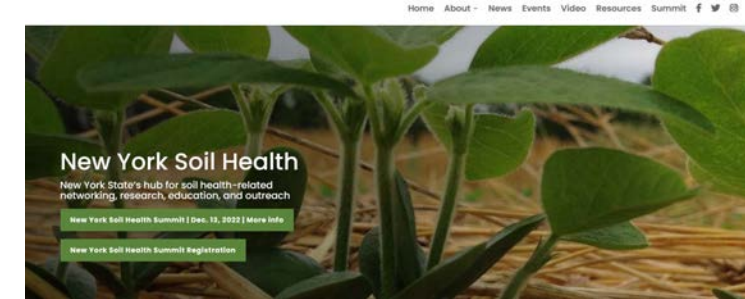 Home About - News Events Video Resources Summit
New York Soil Health
New York State's hub for soil health-related
networking, research, education, and outreach
New York Soil Health Summit | Dec. 13, 2022 | More info
New York Soil Health Summit Registration